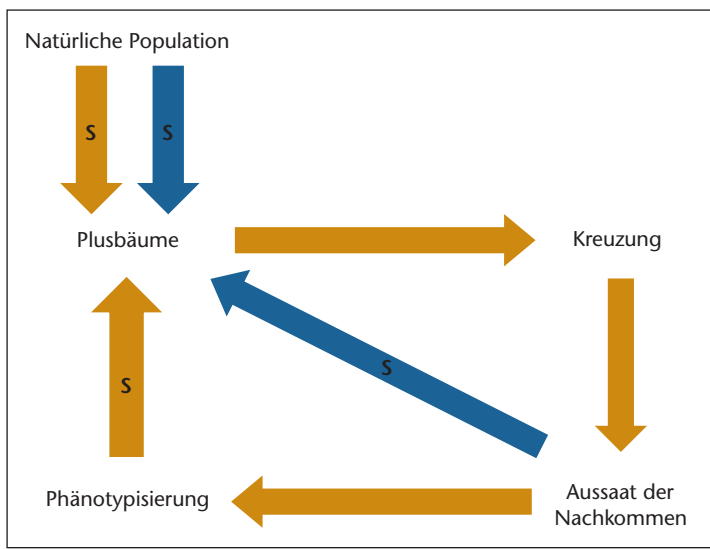 Natürliche Population
S
S
Plusbäume
Kreuzung
S
S
Phänotypisierung
Aussaat der
Nachkommen